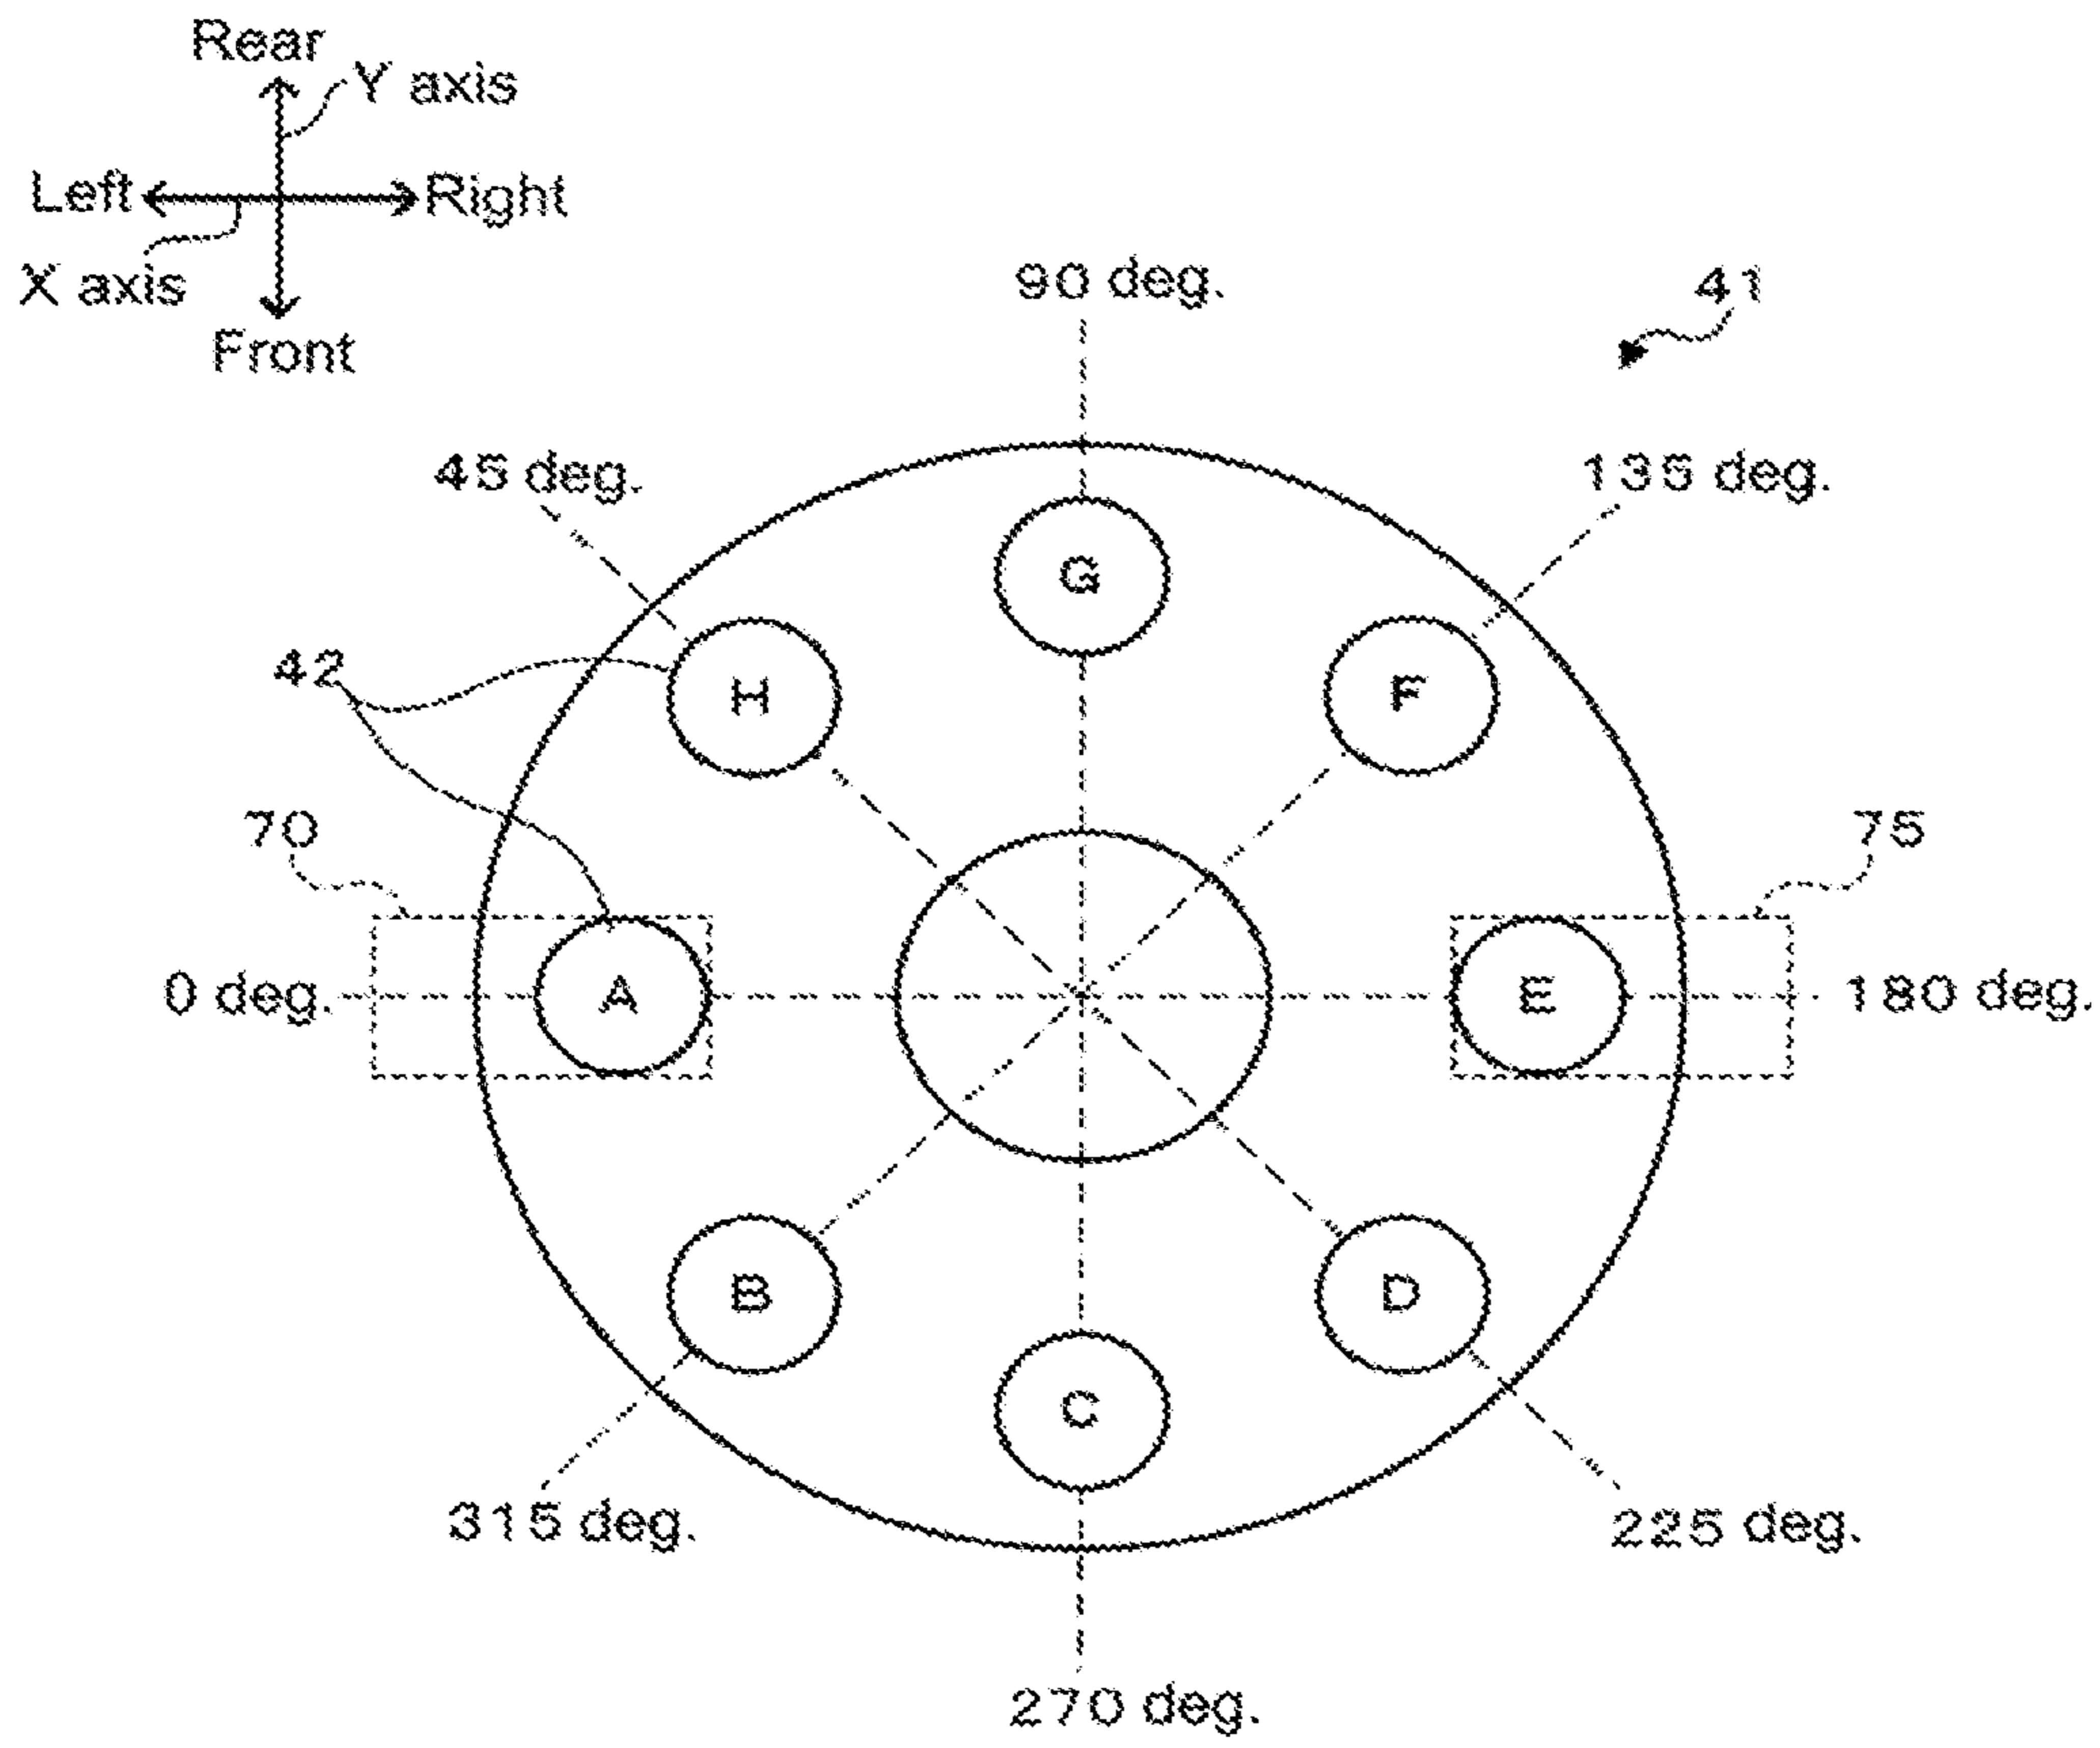 Rear
Y axis
Left
Right
X axis
Front
90 deg.
41
45 deg.
135 deg.
G
42
H
F
70
75
0 deg.
A
E
180 deg.
B
D
C
315 deg.
225 deg.
270 deg.